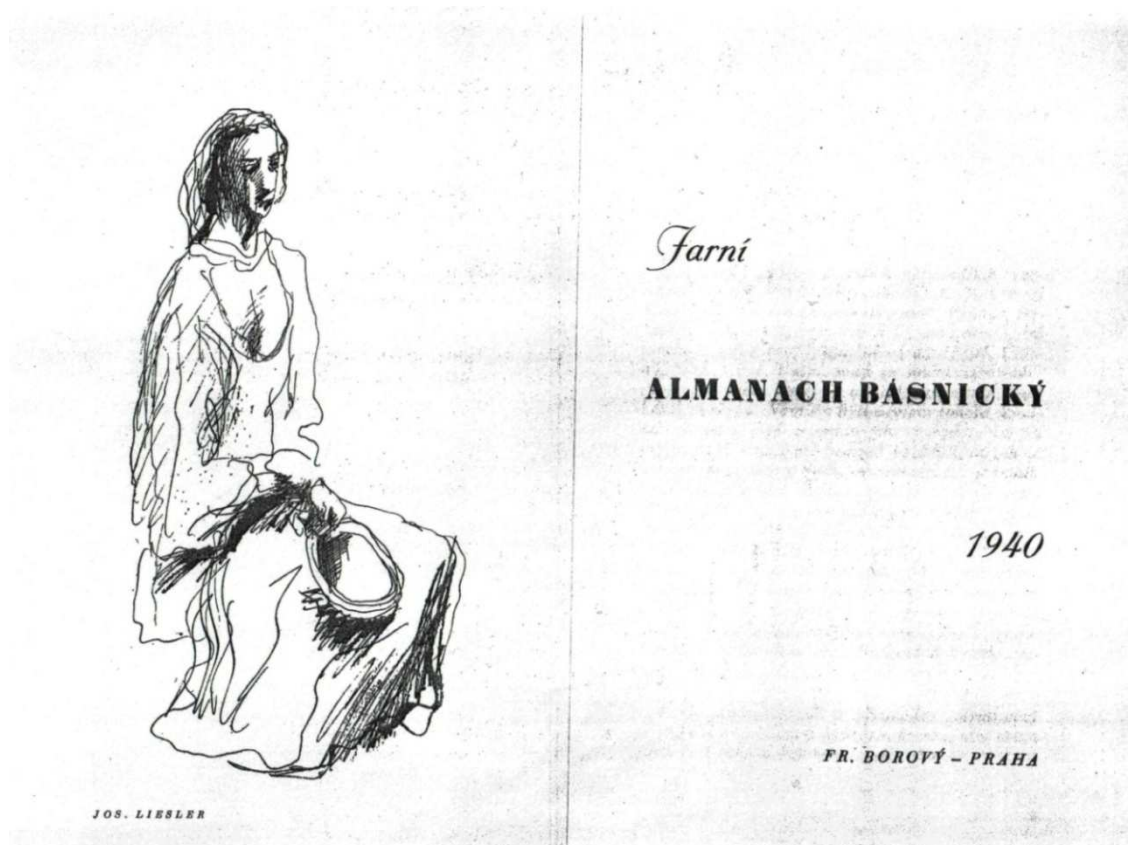 JOS. LIESLER
Jarní
ALMANACH BÁSNICKÝ
1940
FR. BOROVÝ – PRAHA